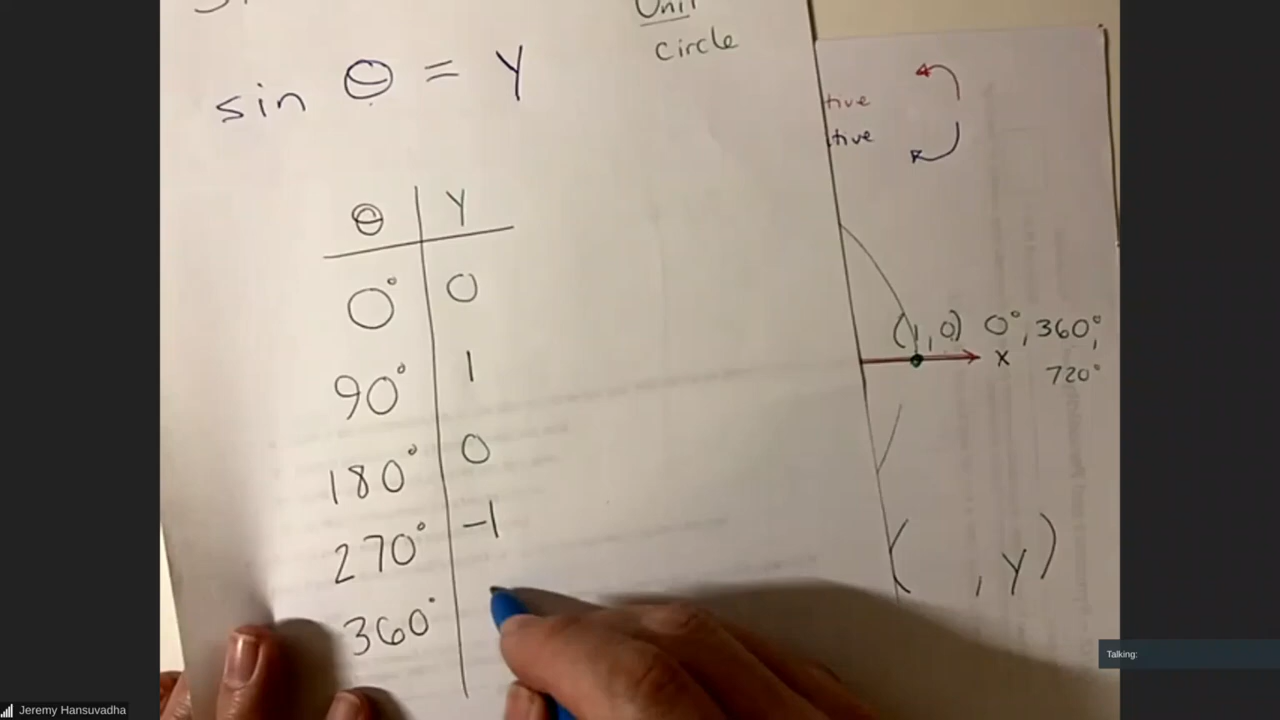 Unit
circle
sin θ = Y
θ Y
0° 0
90° 1
180° 0
270° -1
360°
tive
tive
(1,0) 0°, 360°,
x
720°
( , Y)
Talking:
Jeremy Hansuvadha